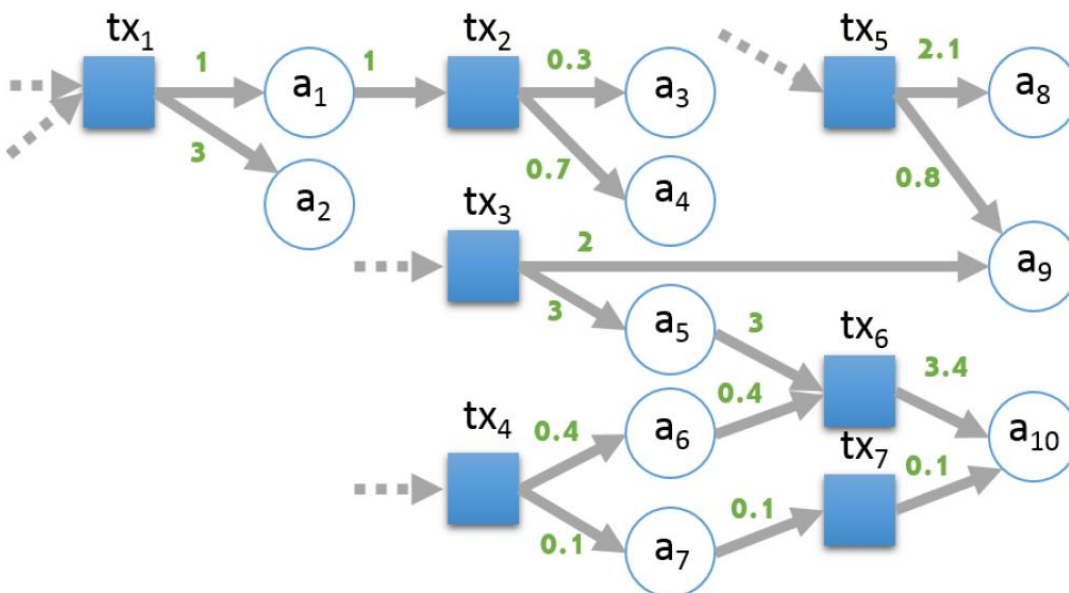 tx₁
tx₂
tx₅
1
a₁
1
0.3
a₃
2.1
a₈
3
a₂
0.7
a₄
0.8
tx₃
2
a₉
3
a₅
3
tx₆
3.4
tx₄
0.4
a₆
0.4
tx₇
a₁₀
0.1
0.1
a₇
0.1